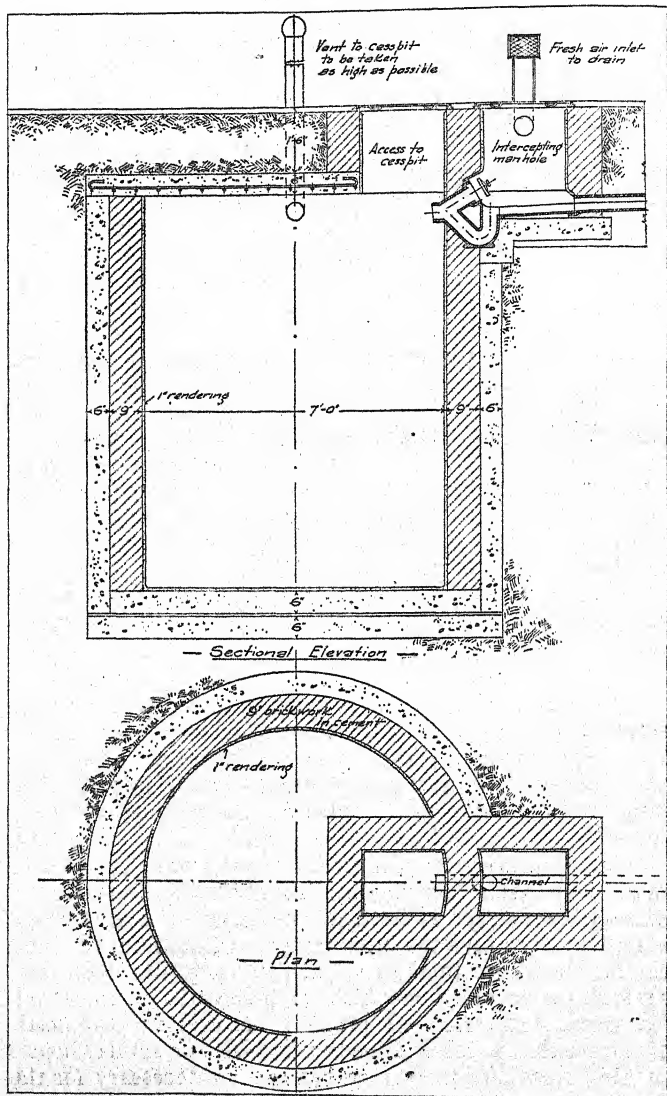 Vent to cesspit
to be taken
as high as possible
Fresh air inlet
to drain
1'-6"
Access to
cesspit
Intercepting
manhole
1" rendering
6" 9" 7'-0" 9" 6"
6"
6"
— Sectional Elevation —
9" brickwork
in cement
1" rendering
channel
— Plan —